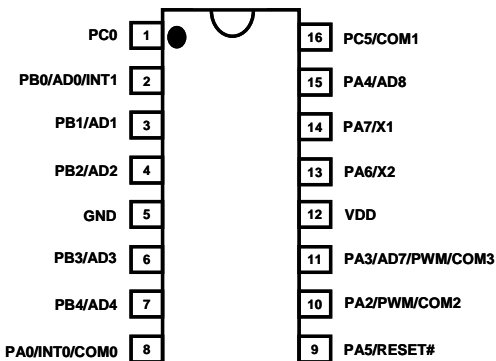 PC0 1 16 PC5/COM1
PB0/AD0/INT1 2 15 PA4/AD8
PB1/AD1 3 14 PA7/X1
PB2/AD2 4 13 PA6/X2
GND 5 12 VDD
PB3/AD3 6 11 PA3/AD7/PWM/COM3
PB4/AD4 7 10 PA2/PWM/COM2
PA0/INT0/COM0 8 9 PA5/RESET#